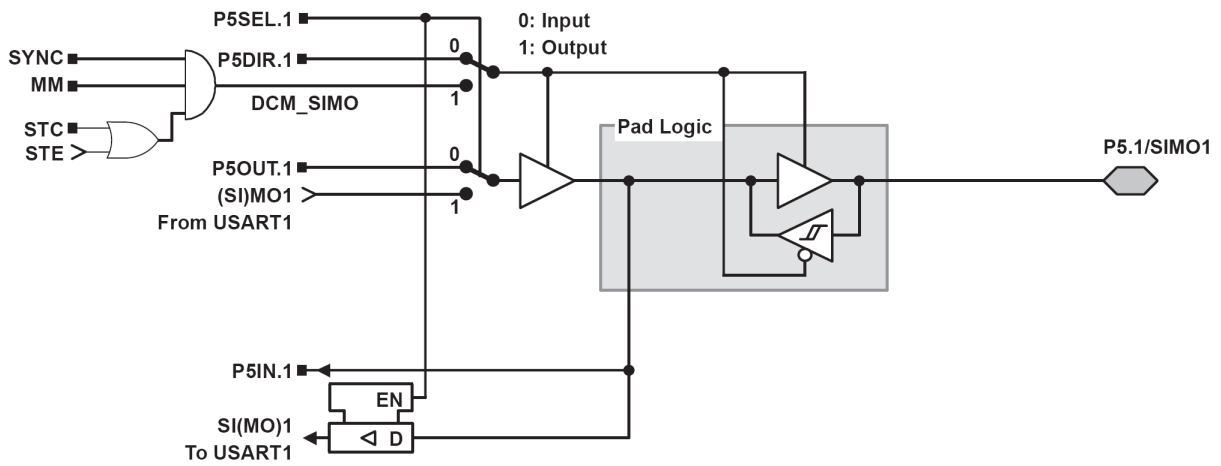 P5SEL.1
0: Input
1: Output
SYNC
P5DIR.1
0
MM
DCM_SIMO
1
STC
STE
Pad Logic
P5.1/SIMO1
P5OUT.1
0
(SI)MO1
1
From USART1
P5IN.1
EN
SI(MO)1
D
To USART1